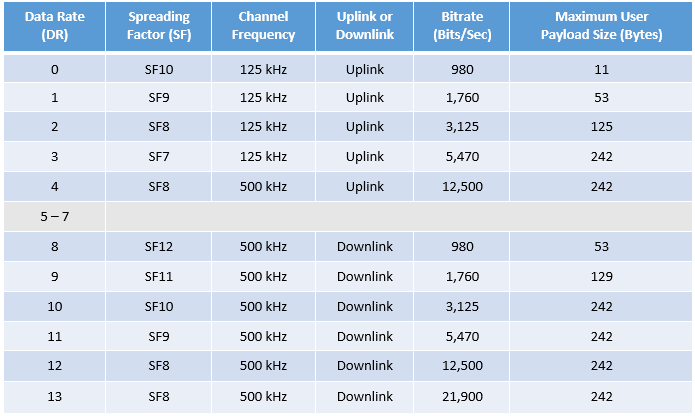 Data Rate (DR) Spreading Factor (SF) Channel Frequency Uplink or Downlink Bitrate (Bits/Sec) Maximum User Payload Size (Bytes)
0 SF10 125 kHz Uplink 980 11
1 SF9 125 kHz Uplink 1,760 53
2 SF8 125 kHz Uplink 3,125 125
3 SF7 125 kHz Uplink 5,470 242
4 SF8 500 kHz Uplink 12,500 242
5 – 7
8 SF12 500 kHz Downlink 980 53
9 SF11 500 kHz Downlink 1,760 129
10 SF10 500 kHz Downlink 3,125 242
11 SF9 500 kHz Downlink 5,470 242
12 SF8 500 kHz Downlink 12,500 242
13 SF8 500 kHz Downlink 21,900 242